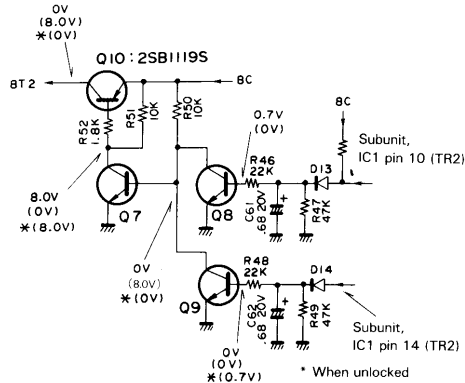 0V
(8.0V)
*(0V)
Q10:2SB1119S
8T2
8C
R52
1.8K
R51
10K
R50
10K
0.7V
(0V)
8C
Subunit,
IC1 pin 10 (TR2)
8.0V
(0V)
*(8.0V)
Q7
Q8
R46
22K
D13
C61
.68 20V
+
R47
47K
0V
(8.0V)
*(0V)
Q9
R48
22K
D14
C62
.68 20V
+
R49
47K
0V
(0V)
*(0.7V)
Subunit,
IC1 pin 14 (TR2)
* When unlocked